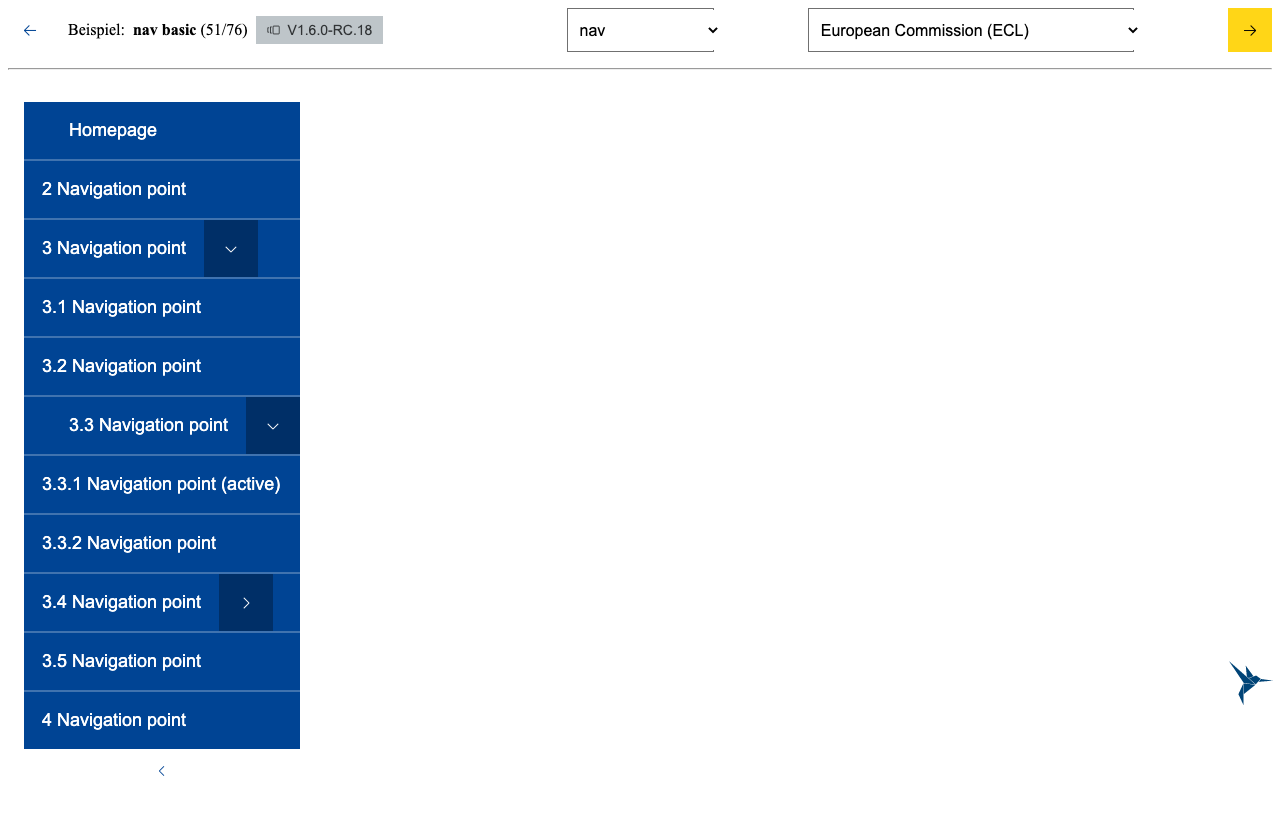 Beispiel: nav basic (51/76) V1.6.0-RC.18 nav European Commission (ECL)
Homepage
2 Navigation point
3 Navigation point
3.1 Navigation point
3.2 Navigation point
3.3 Navigation point
3.3.1 Navigation point (active)
3.3.2 Navigation point
3.4 Navigation point
3.5 Navigation point
4 Navigation point